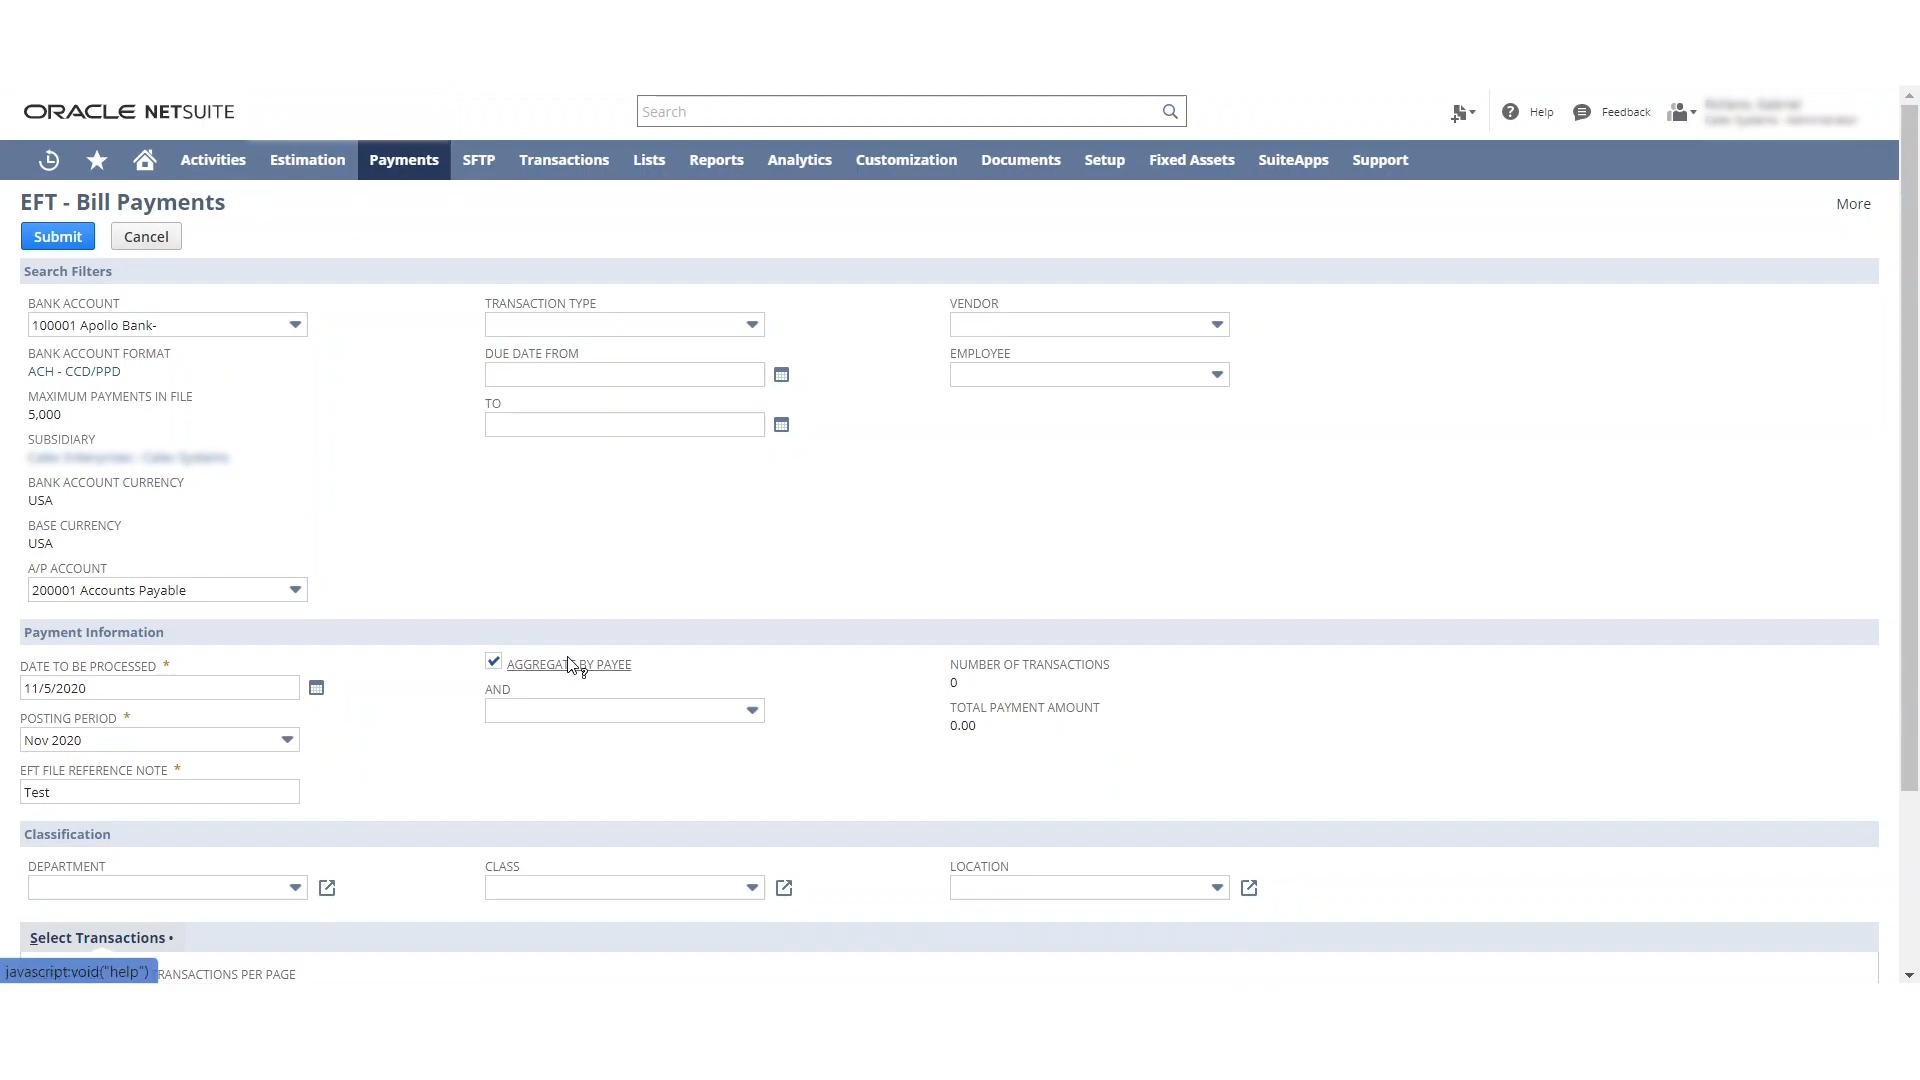 ORACLE NETSUITE
Search
Help
Feedback
Activities Estimation Payments SFTP Transactions Lists Reports Analytics Customization Documents Setup Fixed Assets SuiteApps Support
EFT - Bill Payments
More
Submit Cancel
Search Filters
BANK ACCOUNT
100001 Apollo Bank-
BANK ACCOUNT FORMAT
ACH - CCD/PPD
MAXIMUM PAYMENTS IN FILE
5,000
SUBSIDIARY
BANK ACCOUNT CURRENCY
USA
BASE CURRENCY
USA
A/P ACCOUNT
200001 Accounts Payable
TRANSACTION TYPE
DUE DATE FROM
TO
VENDOR
EMPLOYEE
Payment Information
DATE TO BE PROCESSED *
11/5/2020
POSTING PERIOD *
Nov 2020
EFT FILE REFERENCE NOTE *
Test
AGGREGATE BY PAYEE
AND
NUMBER OF TRANSACTIONS
0
TOTAL PAYMENT AMOUNT
0.00
Classification
DEPARTMENT
CLASS
LOCATION
Select Transactions •
javascript:void("help")
TRANSACTIONS PER PAGE